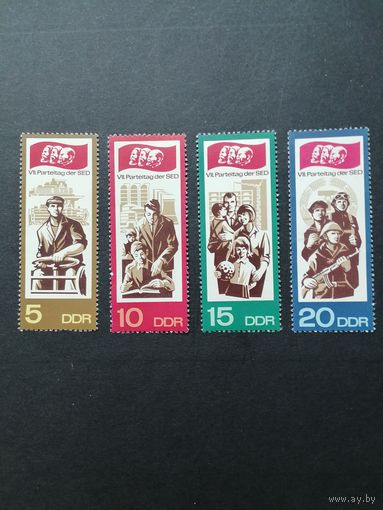 VII. Parteitag der SED
5 DDR
VII. Parteitag der SED
10 DDR
VII. Parteitag der SED
15 DDR
VII. Parteitag der SED
20 DDR
www.ay.by